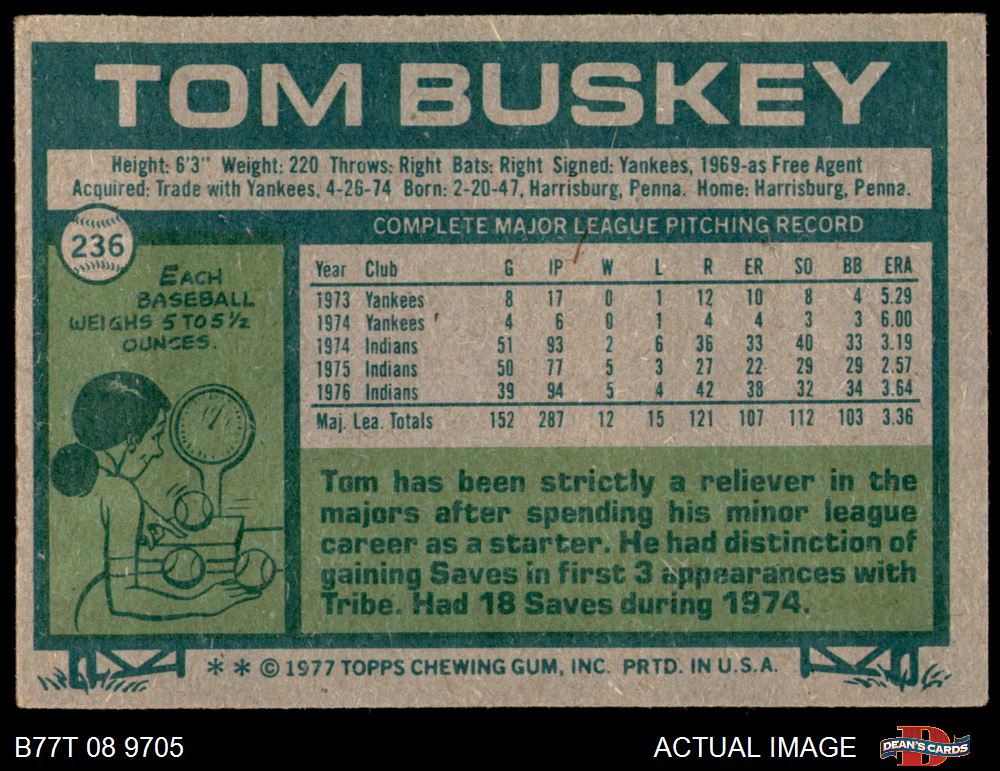 TOM BUSKEY
Height: 6'3" Weight: 220 Throws: Right Bats: Right Signed: Yankees, 1969-as Free Agent
Acquired: Trade with Yankees, 4-26-74 Born: 2-20-47, Harrisburg, Penna. Home: Harrisburg, Penna.
236
EACH
BASEBALL
WEIGHS 5 TO 5½
OUNCES.
COMPLETE MAJOR LEAGUE PITCHING RECORD
Year Club G IP W L R ER SO BB ERA
1973 Yankees 8 17 0 1 12 10 8 4 5.29
1974 Yankees 4 6 0 1 4 4 3 3 6.00
1974 Indians 51 93 2 6 36 33 40 33 3.19
1975 Indians 50 77 5 3 27 22 29 29 2.57
1976 Indians 39 94 5 4 42 38 32 34 3.64
Maj. Lea. Totals 152 287 12 15 121 107 112 103 3.36
Tom has been strictly a reliever in the
majors after spending his minor league
career as a starter. He had distinction of
gaining Saves in first 3 appearances with
Tribe. Had 18 Saves during 1974.
** © 1977 TOPPS CHEWING GUM, INC. PRTD. IN U.S.A.
B77T 08 9705
ACTUAL IMAGE
DEAN'S CARDS